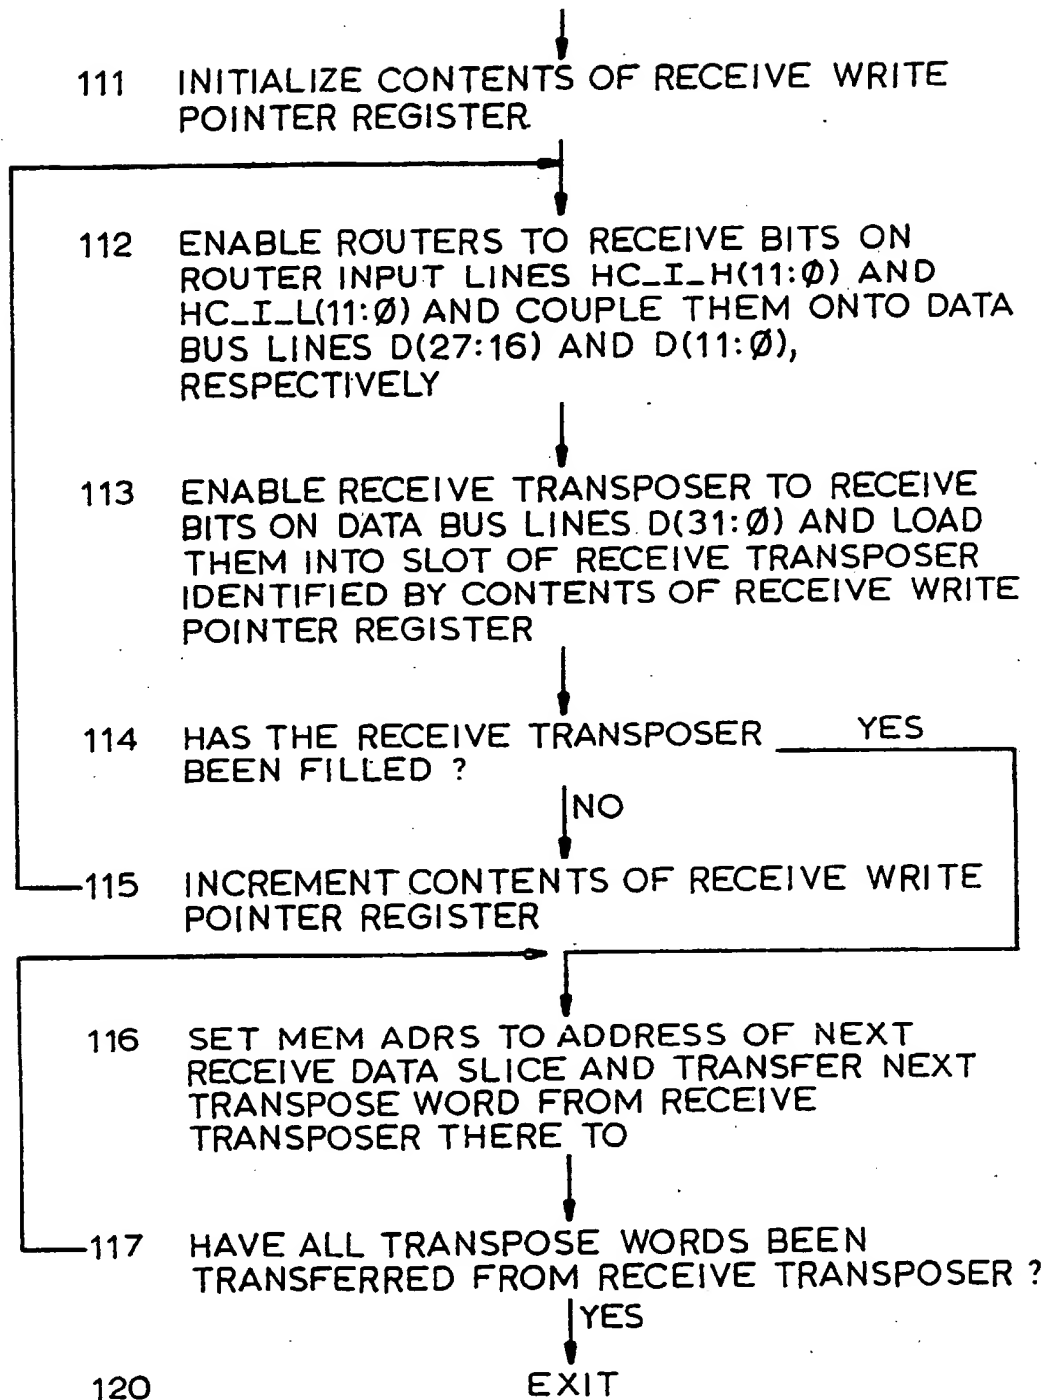 111 INITIALIZE CONTENTS OF RECEIVE WRITE
POINTER REGISTER
112 ENABLE ROUTERS TO RECEIVE BITS ON
ROUTER INPUT LINES HC_I_H(11:Ø) AND
HC_I_L(11:Ø) AND COUPLE THEM ONTO DATA
BUS LINES D(27:16) AND D(11:Ø),
RESPECTIVELY
113 ENABLE RECEIVE TRANSPOSER TO RECEIVE
BITS ON DATA BUS LINES D(31:Ø) AND LOAD
THEM INTO SLOT OF RECEIVE TRANSPOSER
IDENTIFIED BY CONTENTS OF RECEIVE WRITE
POINTER REGISTER
114 HAS THE RECEIVE TRANSPOSER YES
BEEN FILLED ?
NO
115 INCREMENT CONTENTS OF RECEIVE WRITE
POINTER REGISTER
116 SET MEM ADRS TO ADDRESS OF NEXT
RECEIVE DATA SLICE AND TRANSFER NEXT
TRANSPOSE WORD FROM RECEIVE
TRANSPOSER THERE TO
117 HAVE ALL TRANSPOSE WORDS BEEN
TRANSFERRED FROM RECEIVE TRANSPOSER ?
YES
120 EXIT